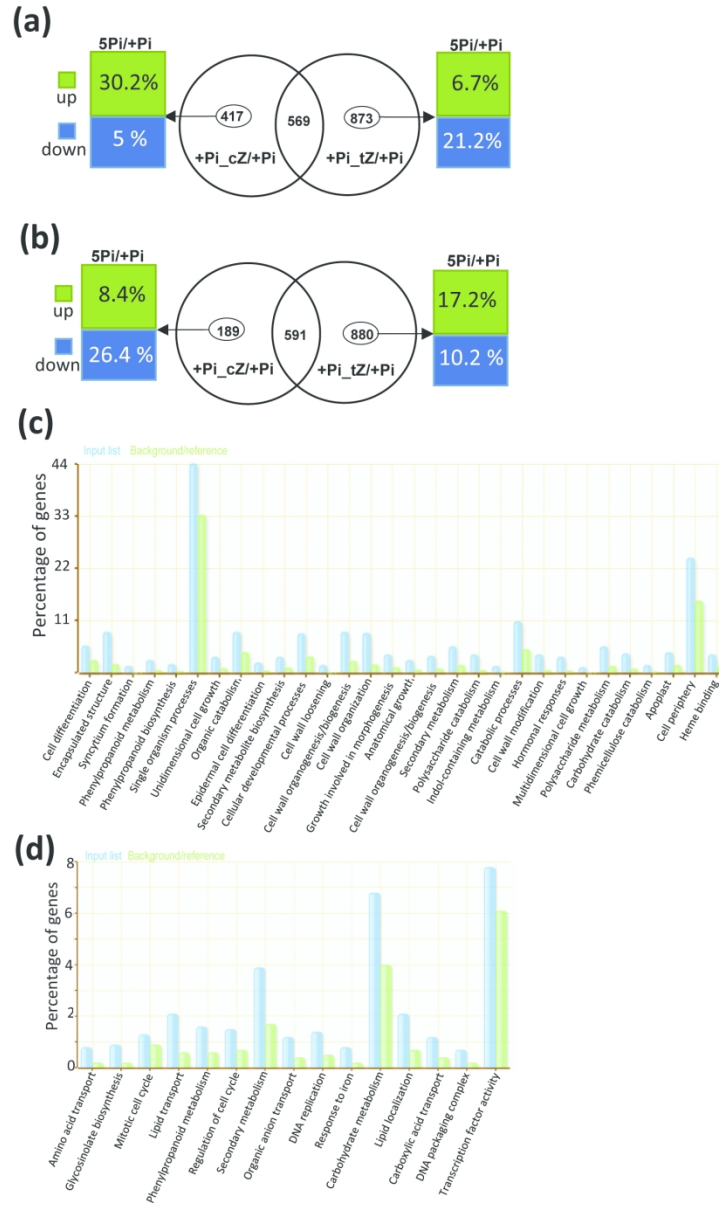 (a)
5Pi/+Pi
5Pi/+Pi
30.2%
6.7%
up
417
569
873
down
5 %
21.2%
+Pi_cZ/+Pi
+Pi_tZ/+Pi
(b)
5Pi/+Pi
5Pi/+Pi
8.4%
17.2%
up
189
591
880
down
26.4 %
10.2 %
+Pi_cZ/+Pi
+Pi_tZ/+Pi
(c)
Input list Background/reference
Percentage of genes
44
33
22
11
Cell differentiation
Encapsulated structure
Syncytium formation
Phenylpropanoid metabolism
Phenylpropanoid biosynthesis
Single organism processes
Unidimensional cell growth
Organic catabolism
Epidermal cell differentiation
Secondary metabolite biosynthesis
Cellular developmental processes
Cell wall loosening
Cell wall organogenesis/biogenesis
Cell wall organization
Growth involved in morphogenesis
Anatomical growth
Cell wall organogenesis/biogenesis
Secondary metabolism
Polysaccharide catabolism
Indol-containing metabolism
Catabolic processes
Cell wall modification
Hormonal responses
Multidimensional cell growth
Polysaccharide metabolism
Carbohydrate catabolism
Phemicellulose catabolism
Apoplast
Cell periphery
Heme binding
(d)
Input list Background/reference
Percentage of genes
8
6
4
2
0
Amino acid transport
Glycosinolate biosynthesis
Mitotic cell cycle
Lipid transport
Phenylpropanoid metabolism
Regulation of cell cycle
Secondary metabolism
Organic anion transport
DNA replication
Response to iron
Carbohydrate metabolism
Lipid localization
Carboxylic acid transport
DNA packaging complex
Transcription factor activity